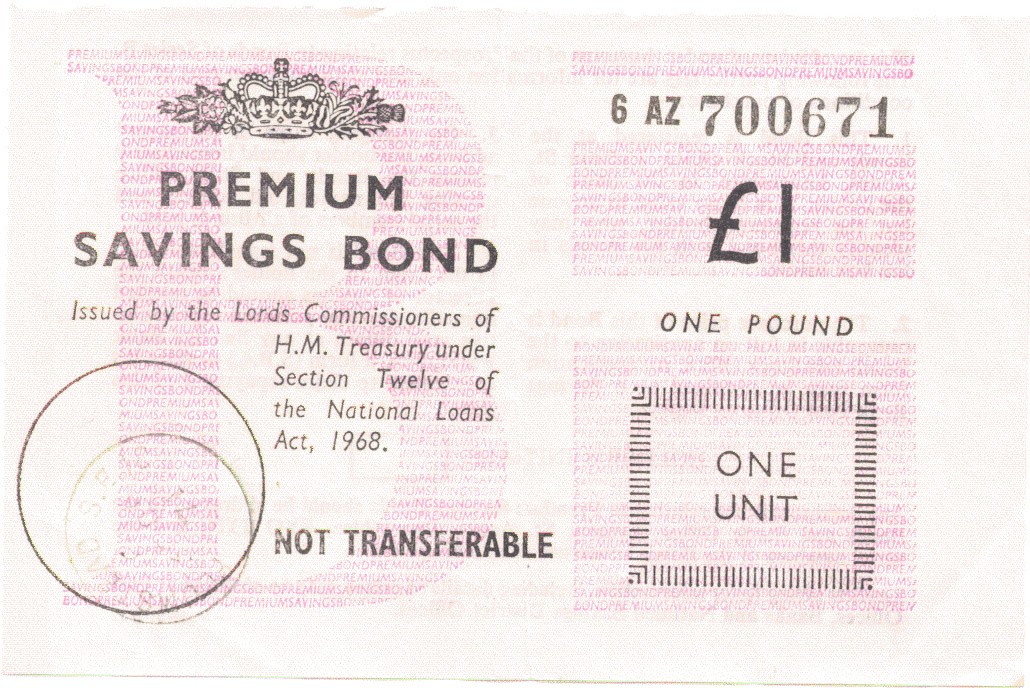 6 AZ 700671
PREMIUM
SAVINGS BOND
£1
Issued by the Lords Commissioners of
H.M. Treasury under
Section Twelve of
the National Loans
Act, 1968.
ONE POUND
ONE
UNIT
NOT TRANSFERABLE